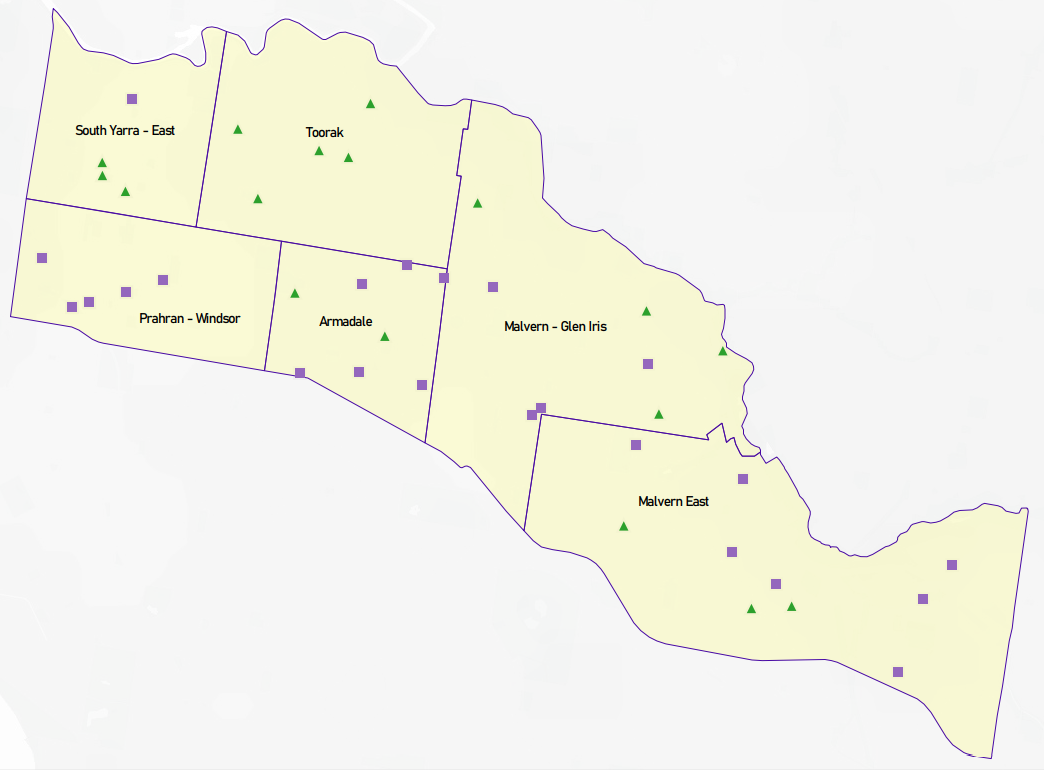 South Yarra - East
Toorak
Prahran - Windsor
Armadale
Malvern - Glen Iris
Malvern East